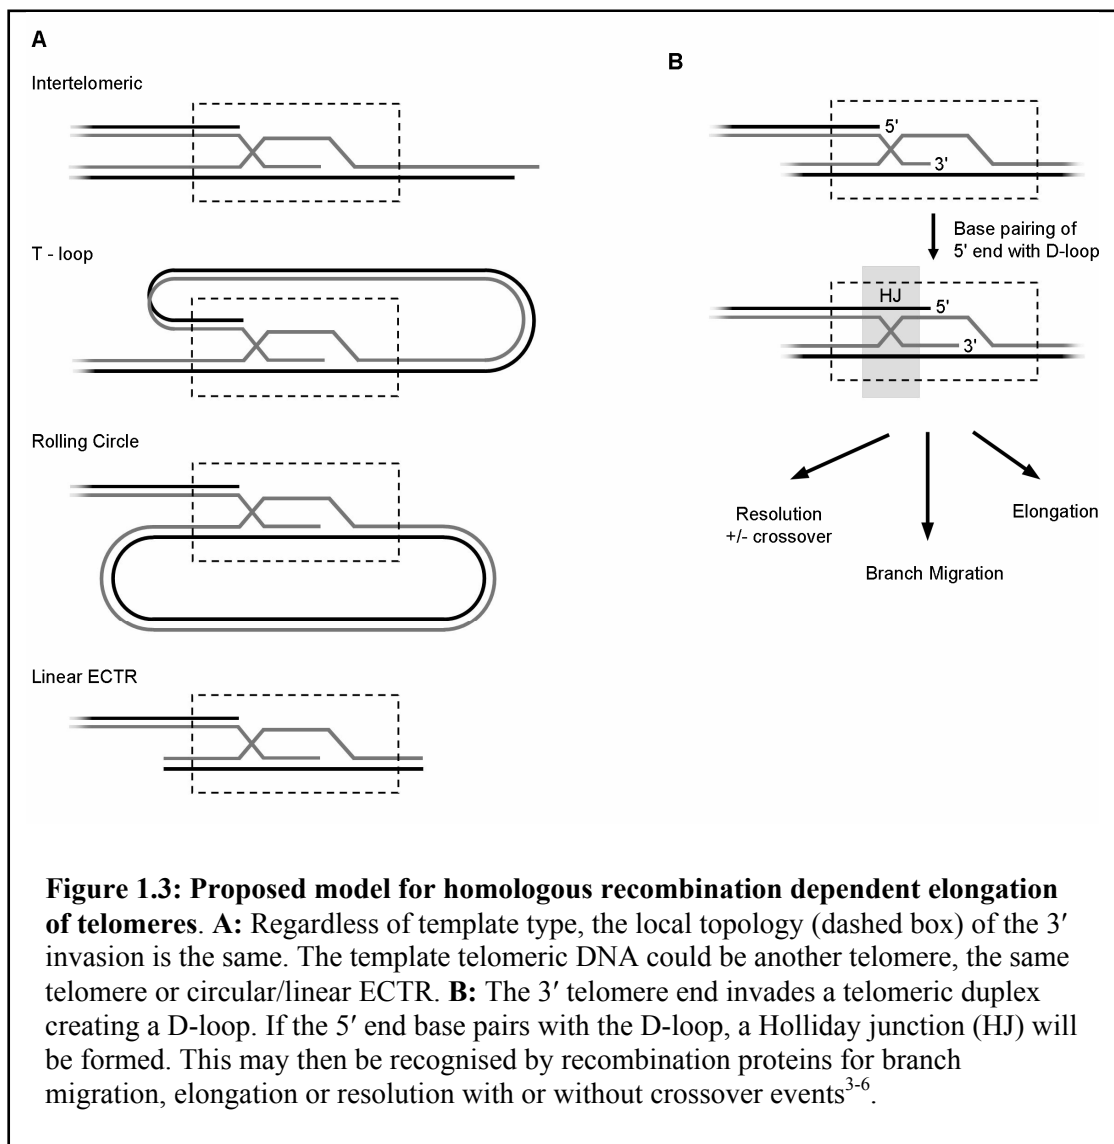 A
Intertelomeric
T - loop
Rolling Circle
Linear ECTR
B
5'
3'
Base pairing of
5' end with D-loop
HJ
5'
3'
Resolution
+/- crossover
Branch Migration
Elongation
Figure 1.3: Proposed model for homologous recombination dependent elongation
of telomeres. A: Regardless of template type, the local topology (dashed box) of the 3′
invasion is the same. The template telomeric DNA could be another telomere, the same
telomere or circular/linear ECTR. B: The 3′ telomere end invades a telomeric duplex
creating a D-loop. If the 5′ end base pairs with the D-loop, a Holliday junction (HJ) will
be formed. This may then be recognised by recombination proteins for branch
migration, elongation or resolution with or without crossover events3-6.